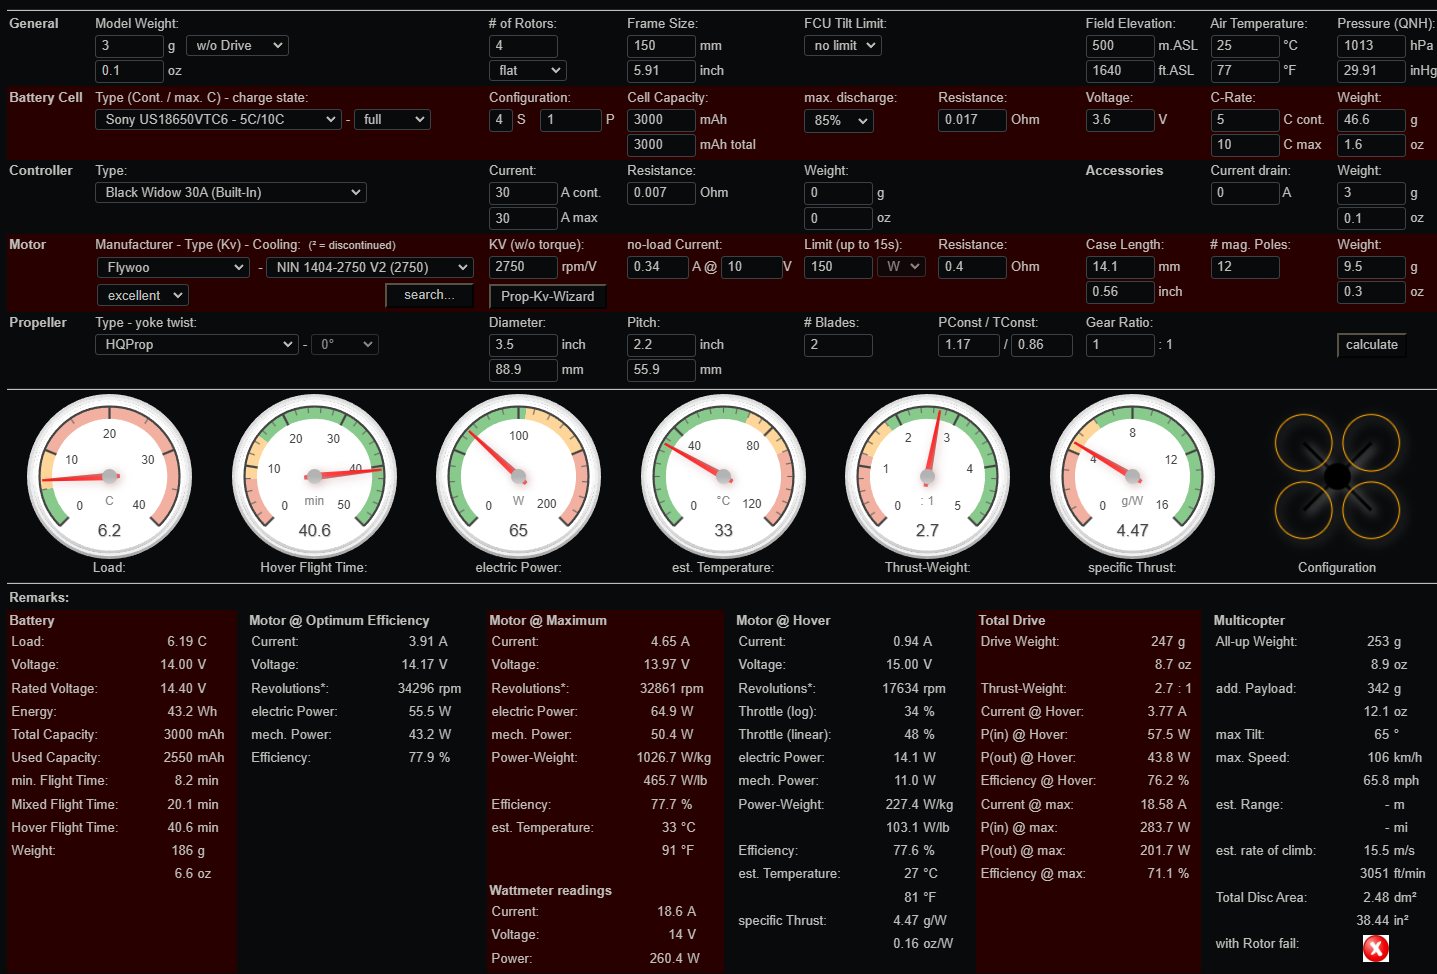 General Model Weight: # of Rotors: Frame Size: FCU Tilt Limit: Field Elevation: Air Temperature: Pressure (QNH):
3 g w/o Drive 4 150 mm no limit 500 m.ASL 25 °C 1013 hPa
0.1 oz flat 5.91 inch 1640 ft.ASL 77 °F 29.91 inHg
Battery Cell Type (Cont. / max. C) - charge state: Configuration: Cell Capacity: max. discharge: Resistance: Voltage: C-Rate: Weight:
Sony US18650VTC6 - 5C/10C - full 4 S 1 P 3000 mAh 85% 0.017 Ohm 3.6 V 5 C cont. 46.6 g
3000 mAh total 10 C max 1.6 oz
Controller Type: Current: Resistance: Weight: Accessories Current drain: Weight:
Black Widow 30A (Built-In) 30 A cont. 0.007 Ohm 0 g 0 A 3 g
30 A max 0 oz 0.1 oz
Motor Manufacturer - Type (Kv) - Cooling: (² = discontinued) KV (w/o torque): no-load Current: Limit (up to 15s): Resistance: Case Length: # mag. Poles: Weight:
Flywoo - NIN 1404-2750 V2 (2750) 2750 rpm/V 0.34 A @ 10 V 150 W 0.4 Ohm 14.1 mm 12 9.5 g
excellent search... Prop-Kv-Wizard 0.56 inch 0.3 oz
Propeller Type - yoke twist: Diameter: Pitch: # Blades: PConst / TConst: Gear Ratio:
HQProp - 0° 3.5 inch 2.2 inch 2 1.17 / 0.86 1 : 1 calculate
88.9 mm 55.9 mm
0 10 20 30 40 C 6.2
0 10 20 30 40 50 min 40.6
0 100 200 W 65
0 40 80 120 °C 33
0 1 2 3 4 5 : 1 2.7
0 4 8 12 16 g/W 4.47
Load: Hover Flight Time: electric Power: est. Temperature: Thrust-Weight: specific Thrust: Configuration
Remarks:
Battery
Load: 6.19 C
Voltage: 14.00 V
Rated Voltage: 14.40 V
Energy: 43.2 Wh
Total Capacity: 3000 mAh
Used Capacity: 2550 mAh
min. Flight Time: 8.2 min
Mixed Flight Time: 20.1 min
Hover Flight Time: 40.6 min
Weight: 186 g
6.6 oz
Motor @ Optimum Efficiency
Current: 3.91 A
Voltage: 14.17 V
Revolutions*: 34296 rpm
electric Power: 55.5 W
mech. Power: 43.2 W
Efficiency: 77.9 %
Motor @ Maximum
Current: 4.65 A
Voltage: 13.97 V
Revolutions*: 32861 rpm
electric Power: 64.9 W
mech. Power: 50.4 W
Power-Weight: 1026.7 W/kg
465.7 W/lb
Efficiency: 77.7 %
est. Temperature: 33 °C
91 °F
Wattmeter readings
Current: 18.6 A
Voltage: 14 V
Power: 260.4 W
Motor @ Hover
Current: 0.94 A
Voltage: 15.00 V
Revolutions*: 17634 rpm
Throttle (log): 34 %
Throttle (linear): 48 %
electric Power: 14.1 W
mech. Power: 11.0 W
Power-Weight: 227.4 W/kg
103.1 W/lb
Efficiency: 77.6 %
est. Temperature: 27 °C
81 °F
specific Thrust: 4.47 g/W
0.16 oz/W
Total Drive
Drive Weight: 247 g
8.7 oz
Thrust-Weight: 2.7 : 1
Current @ Hover: 3.77 A
P(in) @ Hover: 57.5 W
P(out) @ Hover: 43.8 W
Efficiency @ Hover: 76.2 %
Current @ max: 18.58 A
P(in) @ max: 283.7 W
P(out) @ max: 201.7 W
Efficiency @ max: 71.1 %
Multicopter
All-up Weight: 253 g
8.9 oz
add. Payload: 342 g
12.1 oz
max Tilt: 65 °
max. Speed: 106 km/h
65.8 mph
est. Range: - m
- mi
est. rate of climb: 15.5 m/s
3051 ft/min
Total Disc Area: 2.48 dm²
38.44 in²
with Rotor fail: